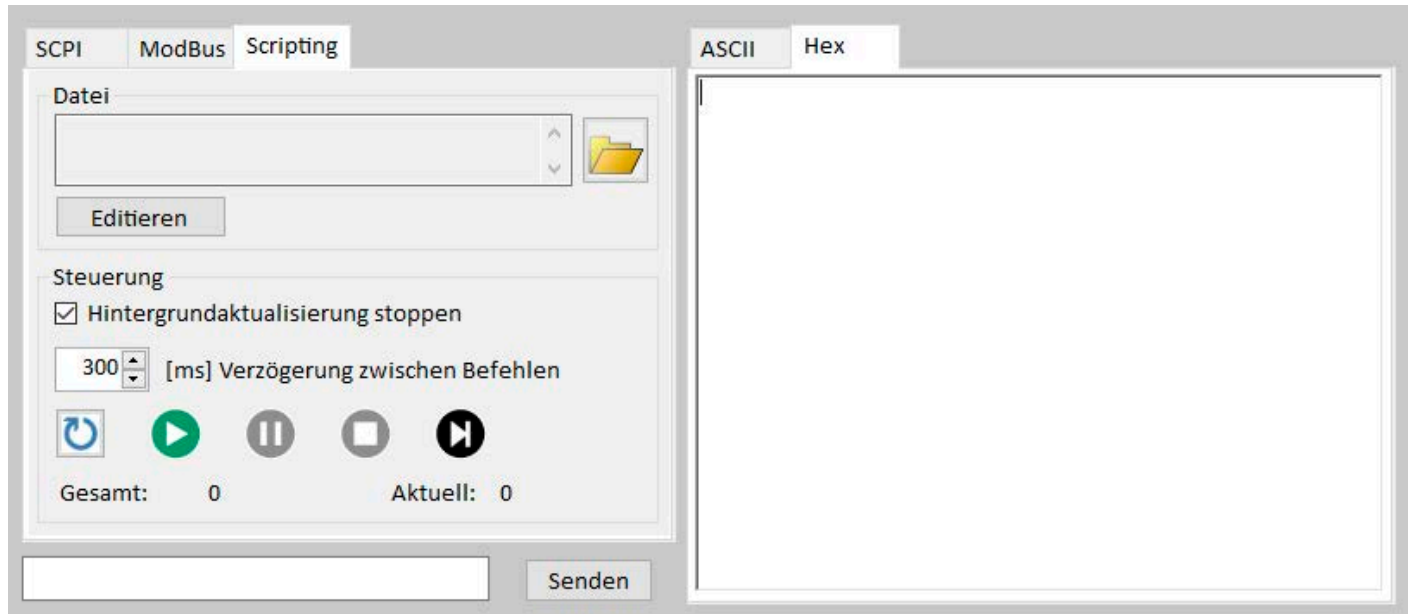 SCPI ModBus Scripting
Datei
Editieren
Steuerung
Hintergrundaktualisierung stoppen
300 [ms] Verzögerung zwischen Befehlen
Gesamt: 0 Aktuell: 0
Senden
ASCII Hex